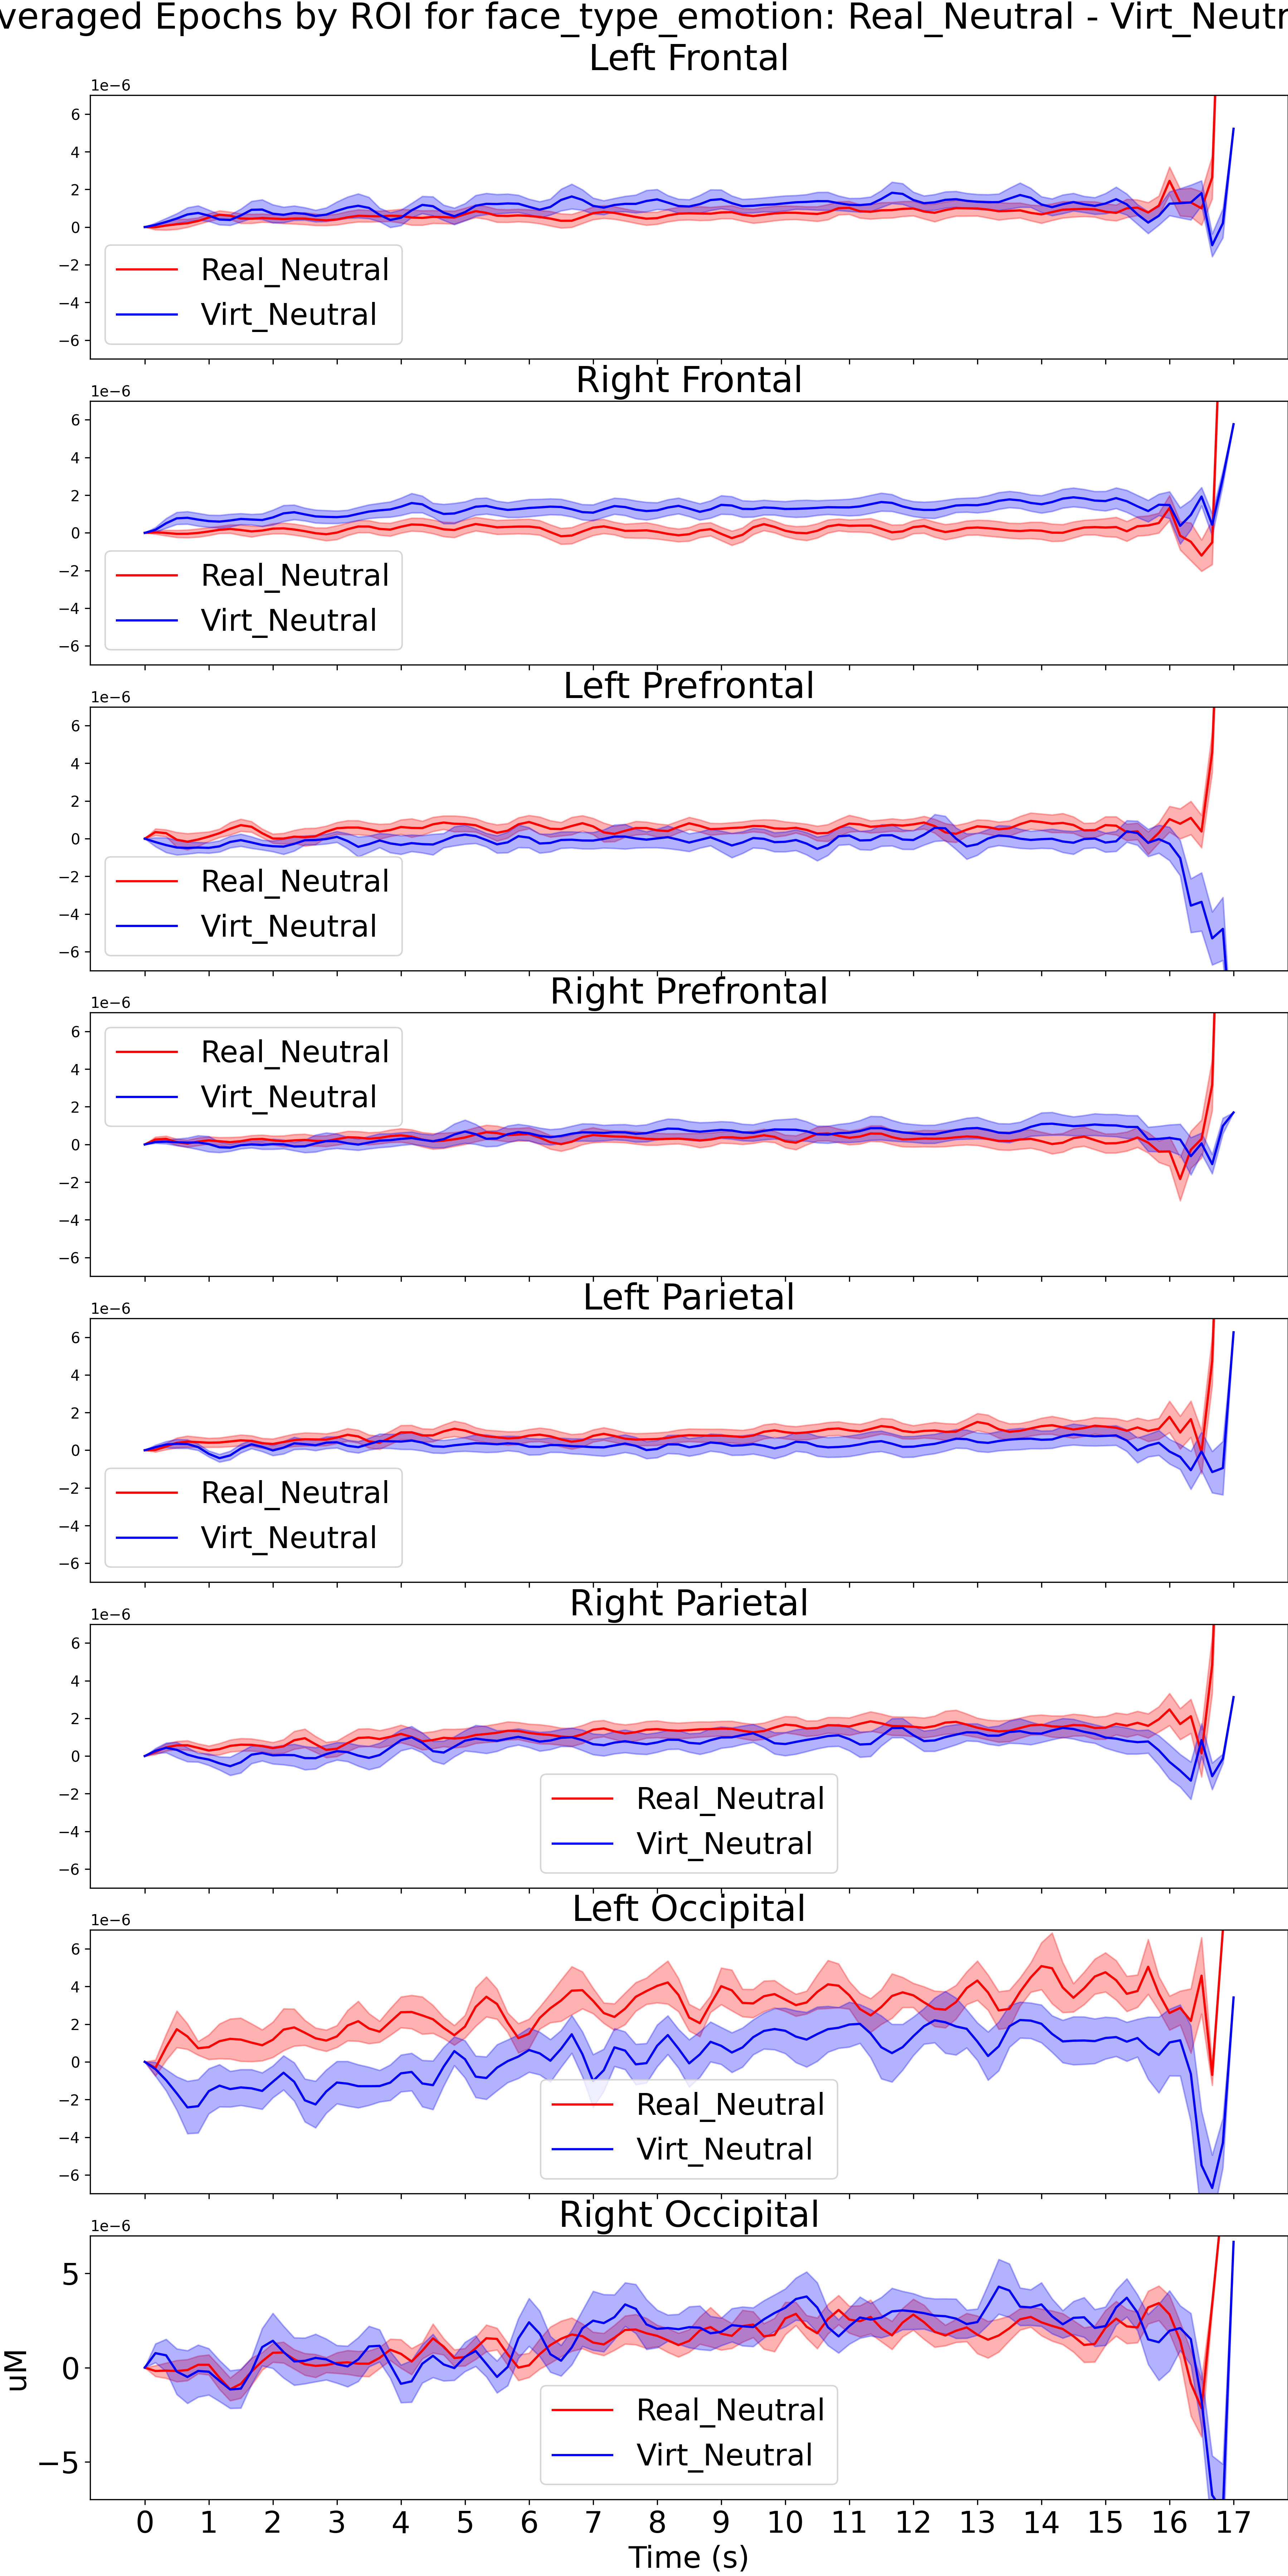 veraged Epochs by ROI for face_type_emotion: Real_Neutral - Virt_Neutr
Left Frontal
1e−6
6
4
2
0
−2
−4
−6
Real_Neutral
Virt_Neutral
Right Frontal
1e−6
6
4
2
0
−2
−4
−6
Real_Neutral
Virt_Neutral
Left Prefrontal
1e−6
6
4
2
0
−2
−4
−6
Real_Neutral
Virt_Neutral
Right Prefrontal
1e−6
6
4
2
0
−2
−4
−6
Real_Neutral
Virt_Neutral
Left Parietal
1e−6
6
4
2
0
−2
−4
−6
Real_Neutral
Virt_Neutral
Right Parietal
1e−6
6
4
2
0
−2
−4
−6
Real_Neutral
Virt_Neutral
Left Occipital
1e−6
6
4
2
0
−2
−4
−6
Real_Neutral
Virt_Neutral
Right Occipital
1e−6
5
0
−5
uM
Real_Neutral
Virt_Neutral
0 1 2 3 4 5 6 7 8 9 10 11 12 13 14 15 16 17
Time (s)